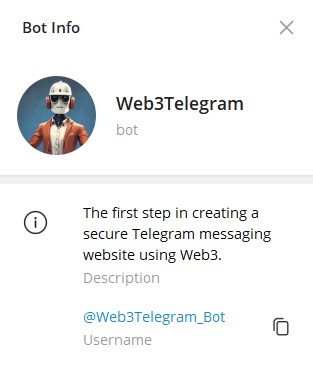 Bot Info
Web3Telegram
bot
The first step in creating a
secure Telegram messaging
website using Web3.
Description
@Web3Telegram_Bot
Username